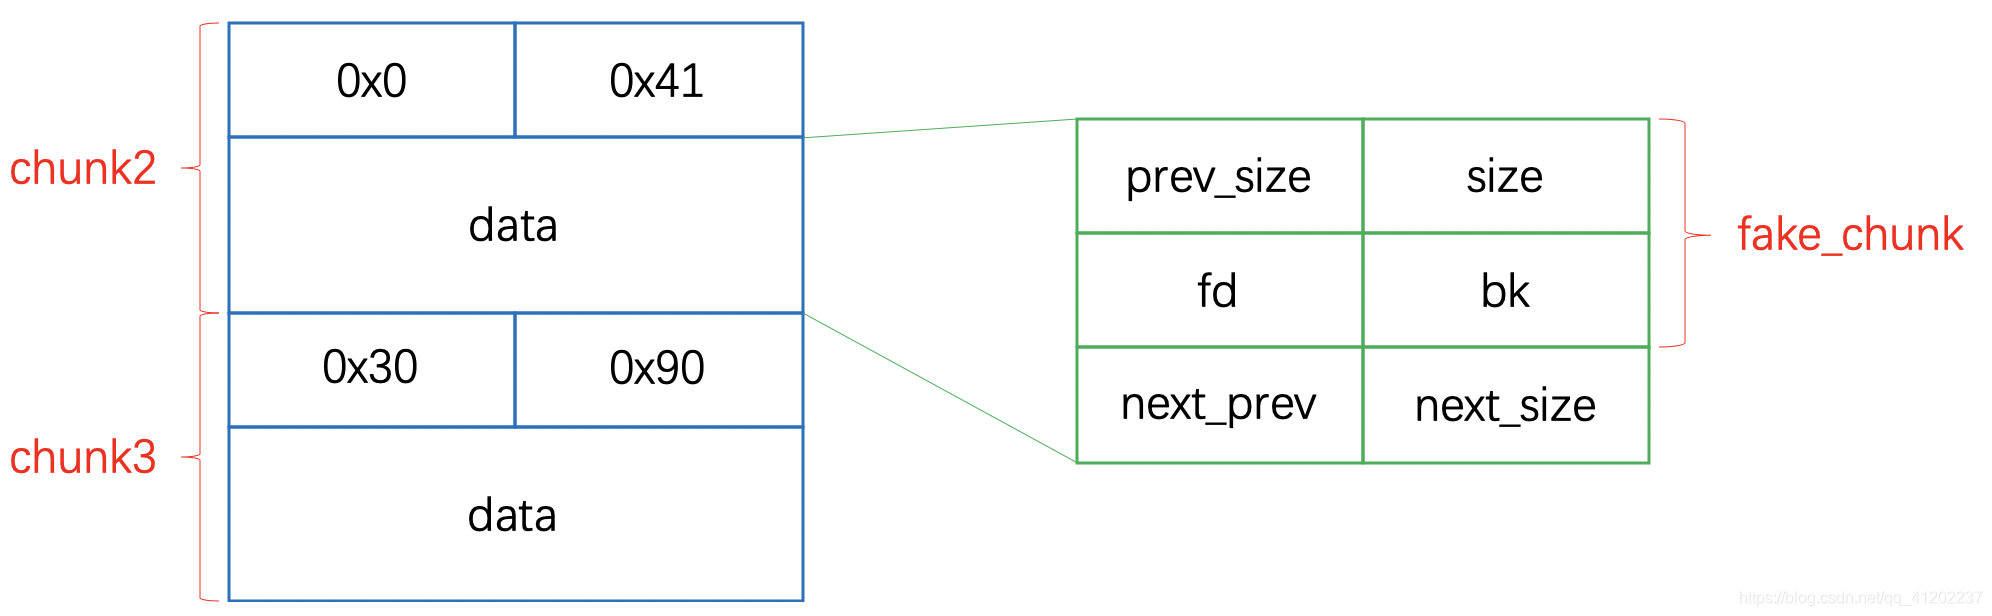 0x0 0x41
chunk2
data
0x30 0x90
chunk3
data
prev_size size
fake_chunk
fd bk
next_prev next_size
https://blog.csdn.net/qq_41202237